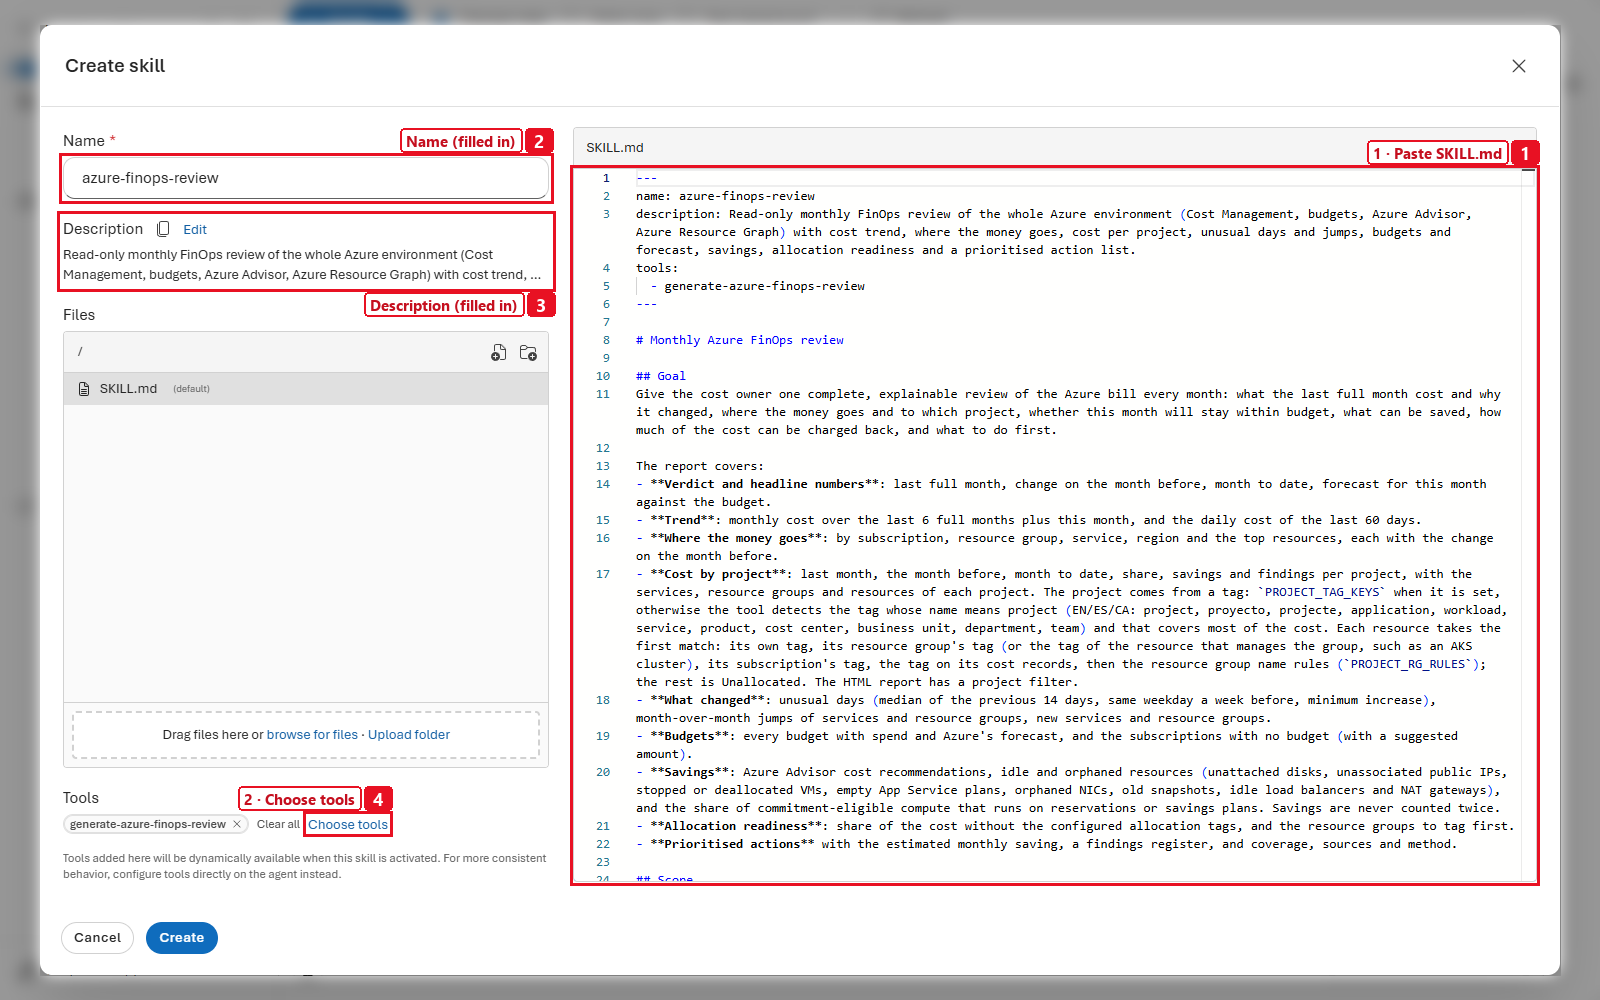 Create skill
Name *
Name (filled in) 2
azure-finops-review
Description Edit
Read-only monthly FinOps review of the whole Azure environment (Cost
Management, budgets, Azure Advisor, Azure Resource Graph) with cost trend, ...
Description (filled in) 3
Files
/
SKILL.md (default)
Drag files here or browse for files · Upload folder
Tools
2 · Choose tools 4
generate-azure-finops-review × Clear all Choose tools
Tools added here will be dynamically available when this skill is activated. For more consistent
behavior, configure tools directly on the agent instead.
Cancel
Create
SKILL.md
1 · Paste SKILL.md 1
1 ---
2 name: azure-finops-review
3 description: Read-only monthly FinOps review of the whole Azure environment (Cost Management, budgets, Azure Advisor,
Azure Resource Graph) with cost trend, where the money goes, cost per project, unusual days and jumps, budgets and
forecast, savings, allocation readiness and a prioritised action list.
4 tools:
5 - generate-azure-finops-review
6 ---
7
8 # Monthly Azure FinOps review
9
10 ## Goal
11 Give the cost owner one complete, explainable review of the Azure bill every month: what the last full month cost and why
it changed, where the money goes and to which project, whether this month will stay within budget, what can be saved, how
much of the cost can be charged back, and what to do first.
12
13 The report covers:
14 - **Verdict and headline numbers**: last full month, change on the month before, month to date, forecast for this month
against the budget.
15 - **Trend**: monthly cost over the last 6 full months plus this month, and the daily cost of the last 60 days.
16 - **Where the money goes**: by subscription, resource group, service, region and the top resources, each with the change
on the month before.
17 - **Cost by project**: last month, the month before, month to date, share, savings and findings per project, with the
services, resource groups and resources of each project. The project comes from a tag: `PROJECT_TAG_KEYS` when it is set,
otherwise the tool detects the tag whose name means project (EN/ES/CA: project, proyecto, projecte, application, workload,
service, product, cost center, business unit, department, team) and that covers most of the cost. Each resource takes the
first match: its own tag, its resource group's tag (or the tag of the resource that manages the group, such as an AKS
cluster), its subscription's tag, the tag on its cost records, then the resource group name rules (`PROJECT_RG_RULES`);
the rest is Unallocated. The HTML report has a project filter.
18 - **What changed**: unusual days (median of the previous 14 days, same weekday a week before, minimum increase),
month-over-month jumps of services and resource groups, new services and resource groups.
19 - **Budgets**: every budget with spend and Azure's forecast, and the subscriptions with no budget (with a suggested
amount).
20 - **Savings**: Azure Advisor cost recommendations, idle and orphaned resources (unattached disks, unassociated public IPs,
stopped or deallocated VMs, empty App Service plans, orphaned NICs, old snapshots, idle load balancers and NAT gateways),
and the share of commitment-eligible compute that runs on reservations or savings plans. Savings are never counted twice.
21 - **Allocation readiness**: share of the cost without the configured allocation tags, and the resource groups to tag first.
22 - **Prioritised actions** with the estimated monthly saving, a findings register, and coverage, sources and method.
23
24 ## Scope